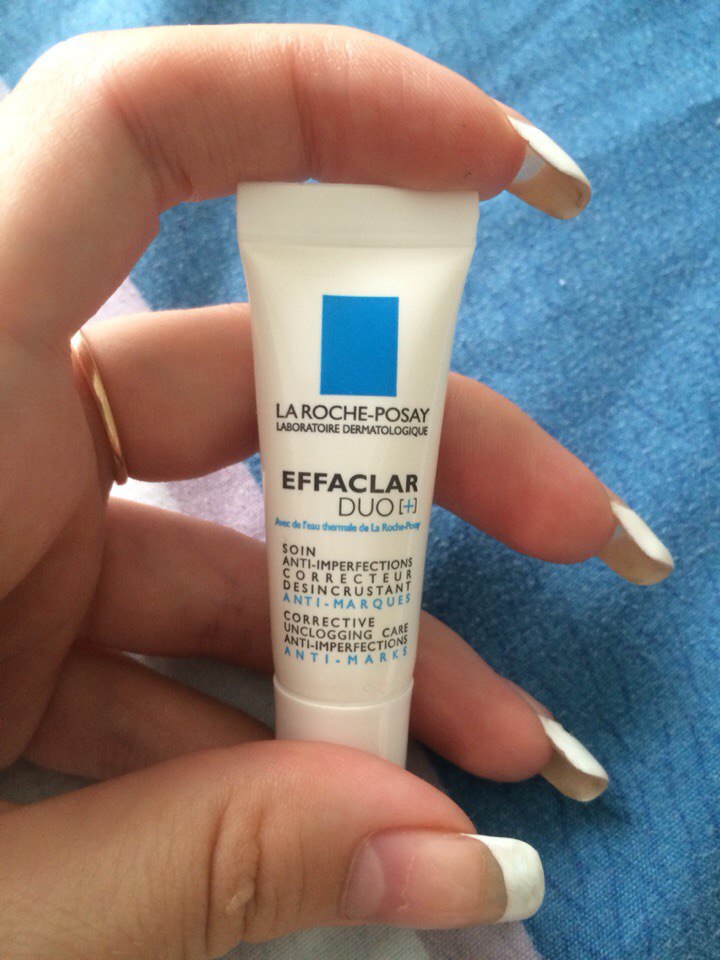 LA ROCHE-POSAY
LABORATOIRE DERMATOLOGIQUE
EFFACLAR
DUO [+]
Avec de l'eau thermale de La Roche-Posay
SOIN
ANTI-IMPERFECTIONS
CORRECTEUR
DESINCRUSTANT
ANTI-MARQUES
CORRECTIVE
UNCLOGGING CARE
ANTI-IMPERFECTIONS
ANTI-MARKS